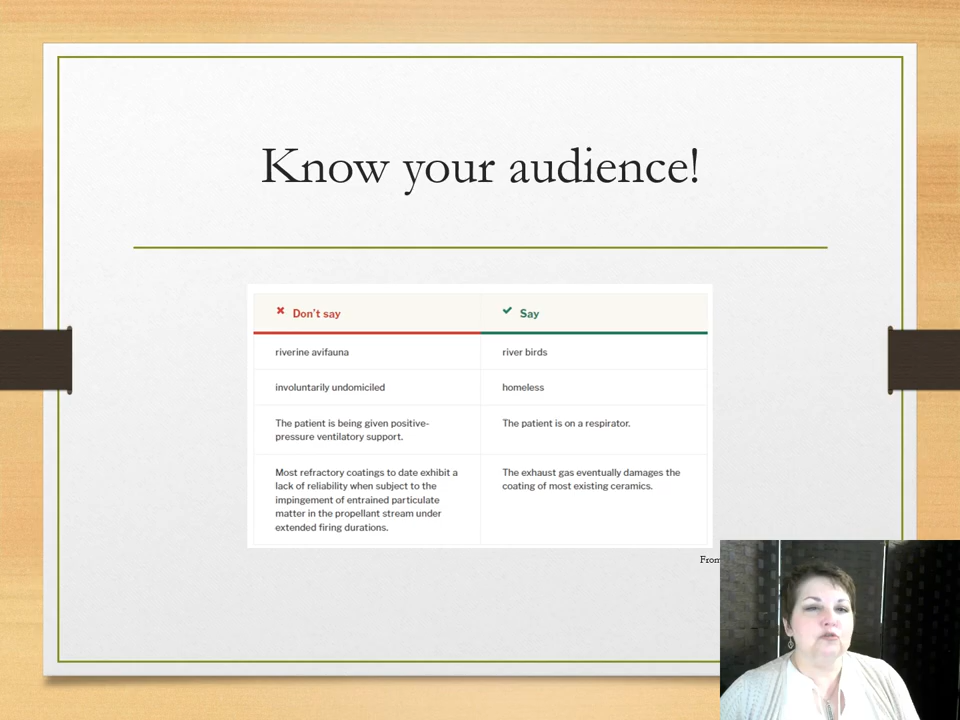 Know your audience!
Don't say
Say
riverine avifauna
river birds
involuntarily undomiciled
homeless
The patient is being given positive-
pressure ventilatory support.
The patient is on a respirator.
Most refractory coatings to date exhibit a
lack of reliability when subject to the
impingement of entrained particulate
matter in the propellant stream under
extended firing durations.
The exhaust gas eventually damages the
coating of most existing ceramics.
From